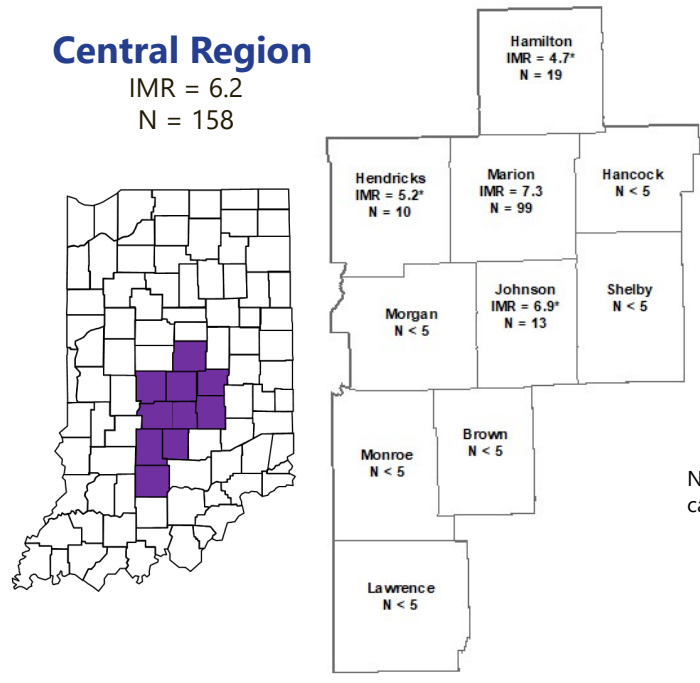 Central Region
IMR = 6.2
N = 158
Hamilton
IMR = 4.7*
N = 19
Hendricks
IMR = 5.2*
N = 10
Marion
IMR = 7.3
N = 99
Hancock
N < 5
Morgan
N < 5
Johnson
IMR = 6.9*
N = 13
Shelby
N < 5
Monroe
N < 5
Brown
N < 5
Lawrence
N < 5